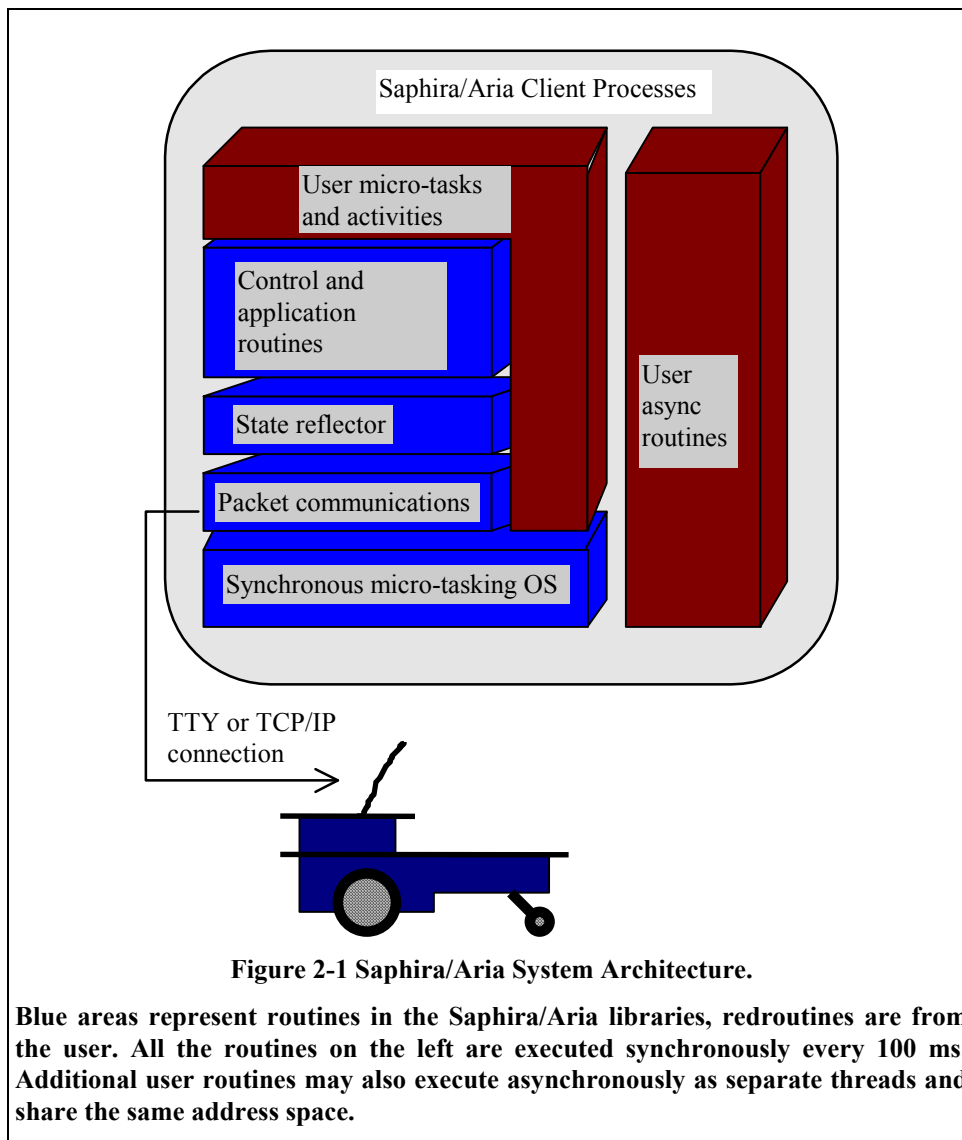 Saphira/Aria Client Processes
User micro-tasks
and activities
Control and
application
routines
State reflector
Packet communications
Synchronous micro-tasking OS
User
async
routines
TTY or TCP/IP
connection
Figure 2-1 Saphira/Aria System Architecture.
Blue areas represent routines in the Saphira/Aria libraries, redroutines are from
the user. All the routines on the left are executed synchronously every 100 ms
Additional user routines may also execute asynchronously as separate threads and
share the same address space.